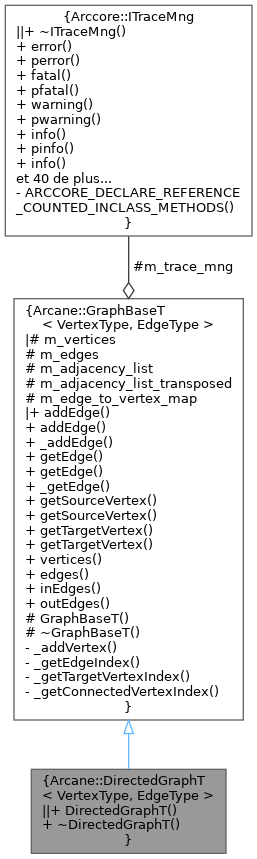 {Arccore::ITraceMng
||+ ~ITraceMng()
+ error()
+ perror()
+ fatal()
+ pfatal()
+ warning()
+ pwarning()
+ info()
+ pinfo()
+ info()
et 40 de plus...
- ARCCORE_DECLARE_REFERENCE
_COUNTED_INCLASS_METHODS()
}
#m_trace_mng
{Arcane::GraphBaseT
< VertexType, EdgeType >
|# m_vertices
# m_edges
# m_adjacency_list
# m_adjacency_list_transposed
# m_edge_to_vertex_map
|+ addEdge()
+ addEdge()
+ _addEdge()
+ getEdge()
+ getEdge()
+ _getEdge()
+ getSourceVertex()
+ getSourceVertex()
+ getTargetVertex()
+ getTargetVertex()
+ vertices()
+ edges()
+ inEdges()
+ outEdges()
# GraphBaseT()
# ~GraphBaseT()
- _addVertex()
- _getEdgeIndex()
- _getTargetVertexIndex()
- _getConnectedVertexIndex()
}
{Arcane::DirectedGraphT
< VertexType, EdgeType >
||+ DirectedGraphT()
+ ~DirectedGraphT()
}